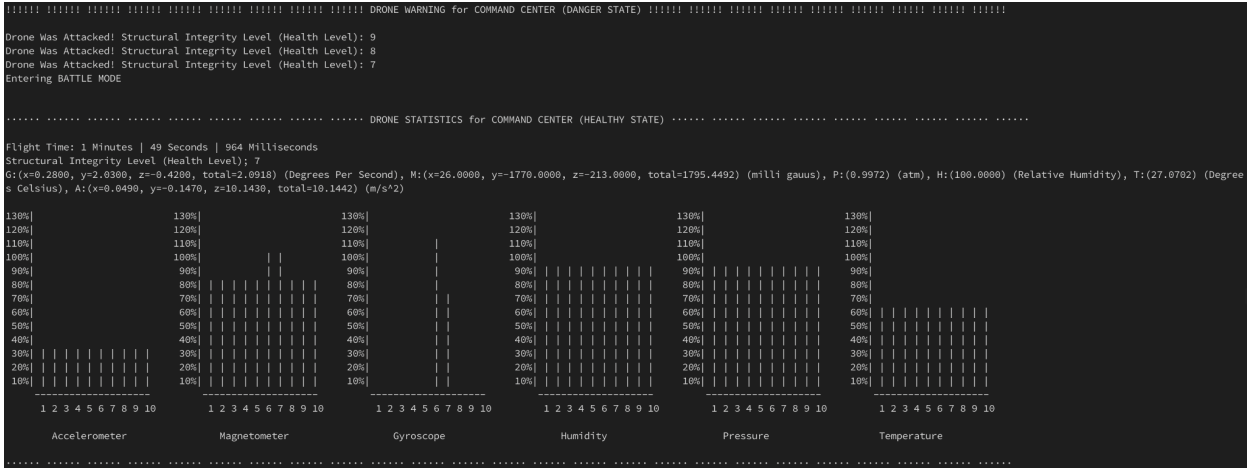 !!!!!! !!!!!! !!!!!! !!!!!! !!!!!! !!!!!! !!!!!! !!!!!! !!!!!! DRONE WARNING for COMMAND CENTER (DANGER STATE) !!!!!! !!!!!! !!!!!! !!!!!! !!!!!! !!!!!! !!!!!! !!!!!! !!!!!!
Drone Was Attacked! Structural Integrity Level (Health Level): 9
Drone Was Attacked! Structural Integrity Level (Health Level): 8
Drone Was Attacked! Structural Integrity Level (Health Level): 7
Entering BATTLE MODE
...... ...... ...... ...... ...... ...... ...... ...... ...... DRONE STATISTICS for COMMAND CENTER (HEALTHY STATE) ...... ...... ...... ...... ...... ...... ...... ...... ......
Flight Time: 1 Minutes | 49 Seconds | 964 Milliseconds
Structural Integrity Level (Health Level); 7
G:(x=0.2800, y=2.0300, z=-0.4200, total=2.0918) (Degrees Per Second), M:(x=26.0000, y=-1770.0000, z=-213.0000, total=1795.4492) (milli gauus), P:(0.9972) (atm), H:(100.0000) (Relative Humidity), T:(27.0702) (Degree
s Celsius), A:(x=0.0490, y=-0.1470, z=10.1430, total=10.1442) (m/s^2)
130%| 130%| 130%| 130%| 130%| 130%|
120%| 120%| 120%| 120%| 120%| 120%|
110%| 110%| 110%| | 110%| 110%| 110%|
100%| 100%| | | 100%| | 100%| 100%| 100%|
90%| 90%| | | 90%| | 90%| | | | | | | | | | | 90%| | | | | | | | | | | 90%|
80%| 80%| | | | | | | | | | | 80%| | 80%| | | | | | | | | | | 80%| | | | | | | | | | | 80%|
70%| 70%| | | | | | | | | | | 70%| | | 70%| | | | | | | | | | | 70%| | | | | | | | | | | 70%|
60%| 60%| | | | | | | | | | | 60%| | | 60%| | | | | | | | | | | 60%| | | | | | | | | | | 60%| | | | | | | | | | |
50%| 50%| | | | | | | | | | | 50%| | | 50%| | | | | | | | | | | 50%| | | | | | | | | | | 50%| | | | | | | | | | |
40%| 40%| | | | | | | | | | | 40%| | | 40%| | | | | | | | | | | 40%| | | | | | | | | | | 40%| | | | | | | | | | |
30%| | | | | | | | | | | 30%| | | | | | | | | | | 30%| | | 30%| | | | | | | | | | | 30%| | | | | | | | | | | 30%| | | | | | | | | | |
20%| | | | | | | | | | | 20%| | | | | | | | | | | 20%| | | 20%| | | | | | | | | | | 20%| | | | | | | | | | | 20%| | | | | | | | | | |
10%| | | | | | | | | | | 10%| | | | | | | | | | | 10%| | | 10%| | | | | | | | | | | 10%| | | | | | | | | | | 10%| | | | | | | | | | |
-------------------- -------------------- -------------------- -------------------- -------------------- --------------------
1 2 3 4 5 6 7 8 9 10 1 2 3 4 5 6 7 8 9 10 1 2 3 4 5 6 7 8 9 10 1 2 3 4 5 6 7 8 9 10 1 2 3 4 5 6 7 8 9 10 1 2 3 4 5 6 7 8 9 10
Accelerometer Magnetometer Gyroscope Humidity Pressure Temperature
...... ...... ...... ...... ...... ...... ...... ...... ...... ...... ...... ...... ...... ...... ...... ...... ...... ...... ...... ...... ...... ...... ...... ...... ......